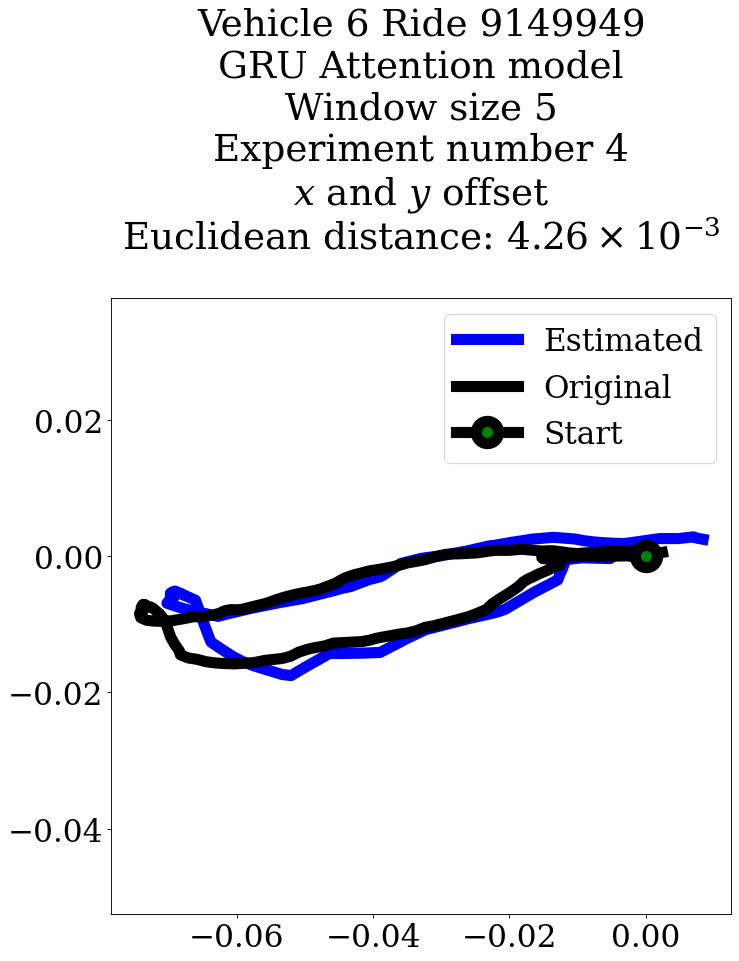 Vehicle 6 Ride 9149949
GRU Attention model
Window size 5
Experiment number 4
x and y offset
Euclidean distance: 4.26 × 10⁻³
Estimated
Original
Start
0.02
0.00
−0.02
−0.04
−0.06 −0.04 −0.02 0.00